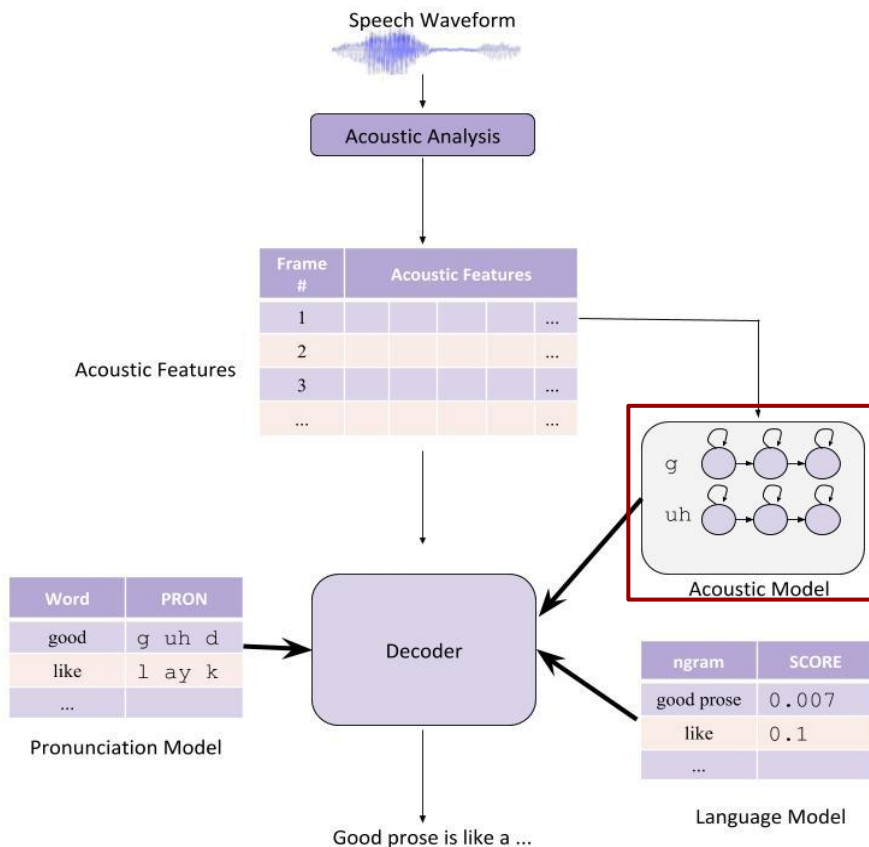 Speech Waveform
Acoustic Analysis
Frame
#
Acoustic Features
1
...
2
...
3
...
...
...
Acoustic Features
g
uh
Acoustic Model
Word
PRON
good
g uh d
like
l ay k
...
Pronunciation Model
Decoder
ngram
SCORE
good prose
0.007
like
0.1
...
Language Model
Good prose is like a ...